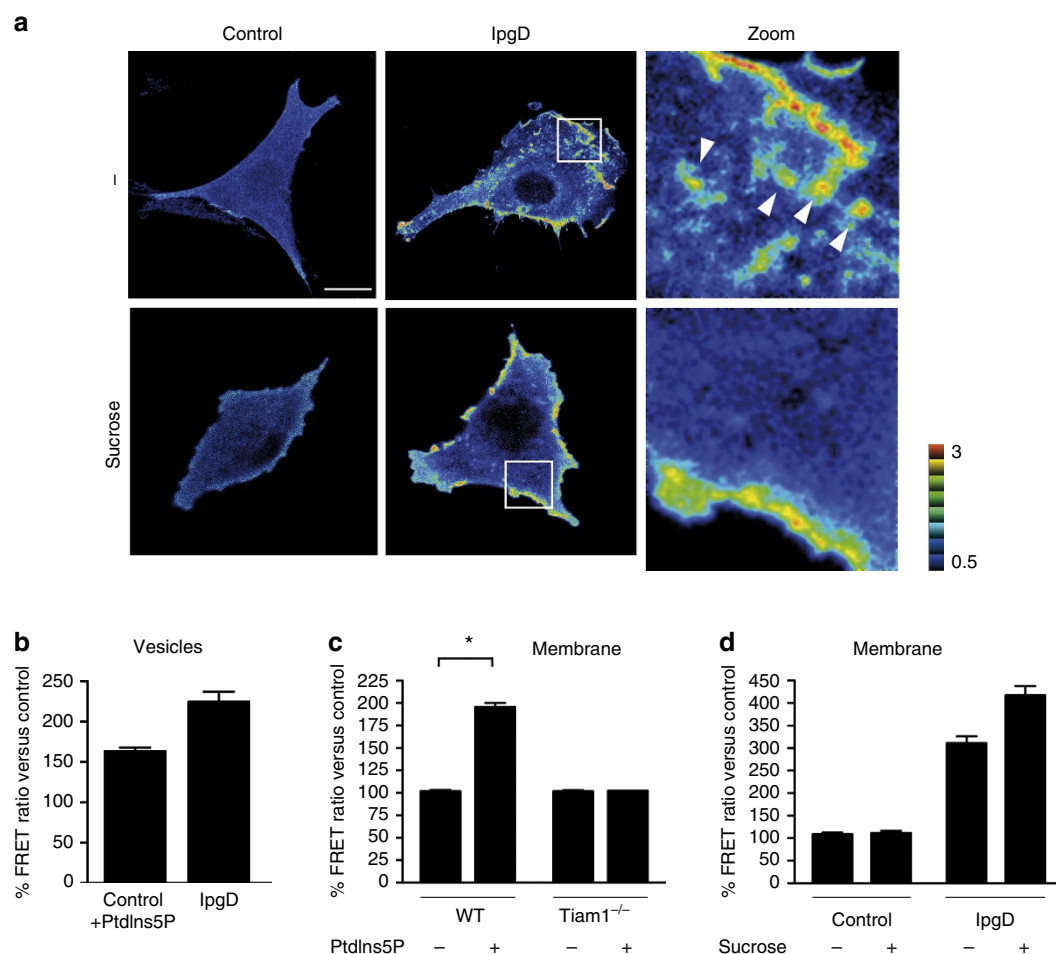 a
Control
IpgD
Zoom
–
Sucrose
3
0.5
b
Vesicles
% FRET ratio versus control
250
200
150
100
50
0
Control
+PtdIns5P
IpgD
c
Membrane
*
% FRET ratio versus control
225
200
175
150
125
100
75
50
25
0
WT
Tiam1–/–
PtdIns5P – + – +
d
Membrane
% FRET ratio versus control
450
400
350
300
350
200
150
100
50
0
Control
IpgD
Sucrose – + – +